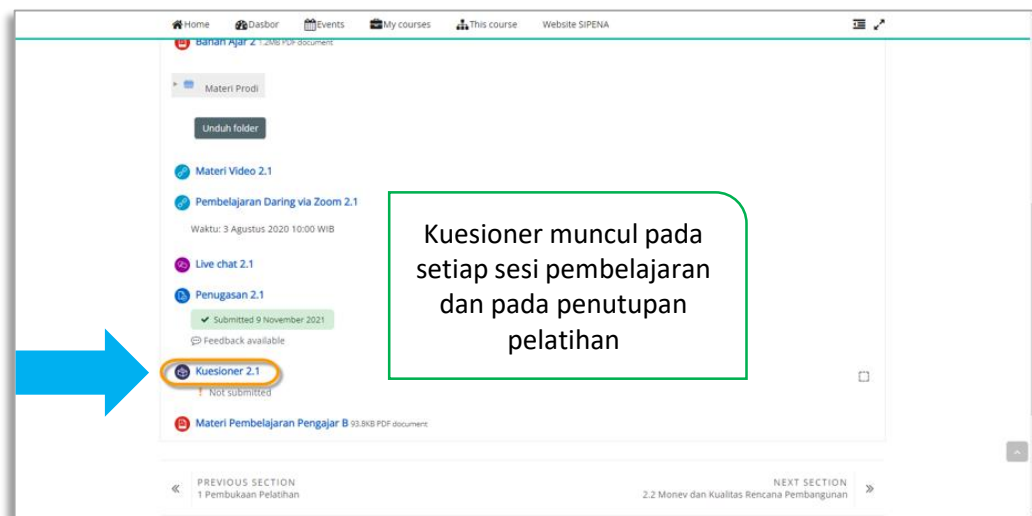 Home Dasbor Events My courses This course Website SIPENA
Bahan Ajar 2 1.2MB PDF document
Materi Prodi
Unduh folder
Materi Video 2.1
Pembelajaran Daring via Zoom 2.1
Waktu: 3 Agustus 2020 10:00 WIB
Live chat 2.1
Penugasan 2.1
Submitted 9 November 2021
Feedback available
Kuesioner 2.1
! Not submitted
Materi Pembelajaran Pengajar B 93.8KB PDF document
Kuesioner muncul pada
setiap sesi pembelajaran
dan pada penutupan
pelatihan
PREVIOUS SECTION
1 Pembukaan Pelatihan
NEXT SECTION
2.2 Monev dan Kualitas Rencana Pembangunan